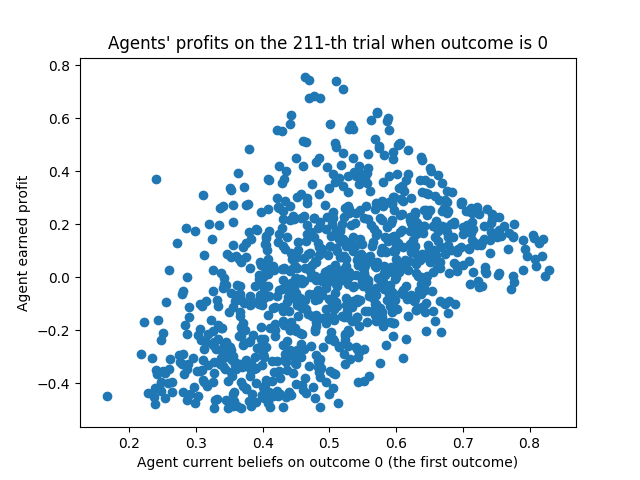 Agents' profits on the 211-th trial when outcome is 0
Agent earned profit
0.8
0.6
0.4
0.2
0.0
−0.2
−0.4
0.2 0.3 0.4 0.5 0.6 0.7 0.8
Agent current beliefs on outcome 0 (the first outcome)